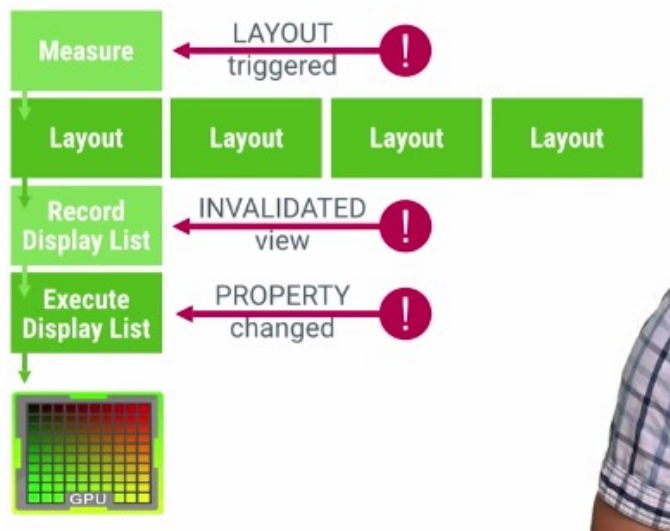 Measure
LAYOUT
triggered
!
Layout
Layout
Layout
Layout
Record
Display List
INVALIDATED
view
!
Execute
Display List
PROPERTY
changed
!
GPU